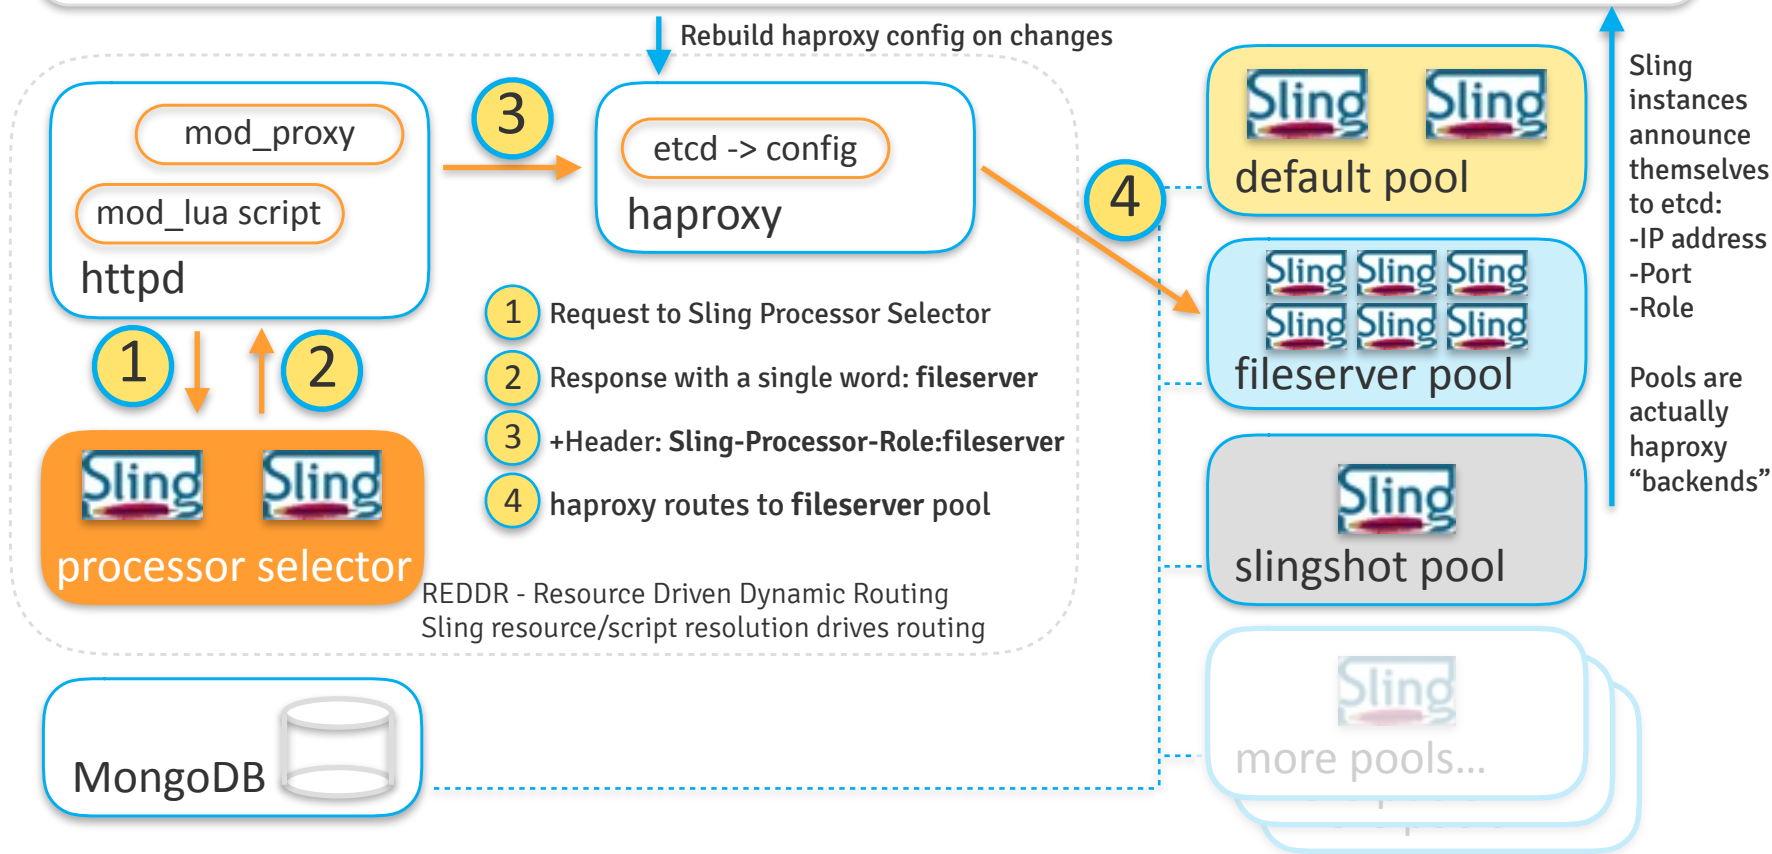 Rebuild haproxy config on changes
mod_proxy
mod_lua script
httpd
3
etcd -> config
haproxy
4
Sling Sling
default pool
Sling Sling Sling
Sling Sling Sling
fileserver pool
Sling
slingshot pool
Sling
more pools...
Sling
instances
announce
themselves
to etcd:
-IP address
-Port
-Role
Pools are
actually
haproxy
“backends”
1
2
Sling Sling
processor selector
1 Request to Sling Processor Selector
2 Response with a single word: fileserver
3 +Header: Sling-Processor-Role:fileserver
4 haproxy routes to fileserver pool
REDDR - Resource Driven Dynamic Routing
Sling resource/script resolution drives routing
MongoDB